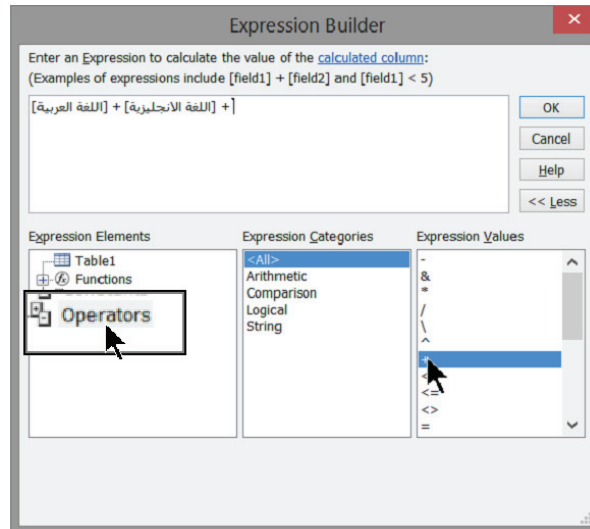 Expression Builder
Enter an Expression to calculate the value of the calculated column:
(Examples of expressions include [field1] + [field2] and [field1] < 5)
[اللغة العربية] + [اللغة الانجليزية] +
OK
Cancel
Help
<< Less
Expression Elements
Table1
Functions
Operators
Expression Categories
<All>
Arithmetic
Comparison
Logical
String
Expression Values
-
&
*
/
\
^
+
<
<=
<>
=